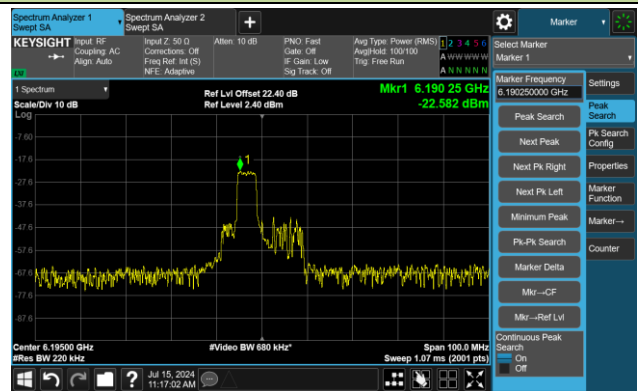 Spectrum Analyzer 1
Swept SA
Spectrum Analyzer 2
Swept SA
Marker
KEYSIGHT
Input: RF
Coupling: AC
Align: Auto
Input Z: 50 Ω
Corrections: Off
Freq Ref: Int (S)
NFE: Adaptive
Atten: 10 dB
PNO: Fast
Gate: Off
IF Gain: Low
Sig Track: Off
Avg Type: Power (RMS)
Avg|Hold: 100/100
Trig: Free Run
1 2 3 4 5 6
A W W W W W
A N N N N N
Select Marker
Marker 1
1 Spectrum
Scale/Div 10 dB
Log
Ref Lvl Offset 22.40 dB
Ref Level 2.40 dBm
Mkr1 6.190 25 GHz
-22.582 dBm
-7.60
-17.6
-27.6
-37.6
-47.6
-57.6
-67.6
-77.6
-87.6
1
Center 6.19500 GHz
#Res BW 220 kHz
#Video BW 680 kHz*
Span 100.0 MHz
Sweep 1.07 ms (2001 pts)
Marker Frequency
6.190250000 GHz
Peak Search
Next Peak
Next Pk Right
Next Pk Left
Minimum Peak
Pk-Pk Search
Marker Delta
Mkr→CF
Mkr→Ref Lvl
Continuous Peak
Search
On
Off
Settings
Peak
Search
Pk Search
Config
Properties
Marker
Function
Marker→
Counter
?
Jul 15, 2024
11:17:02 AM